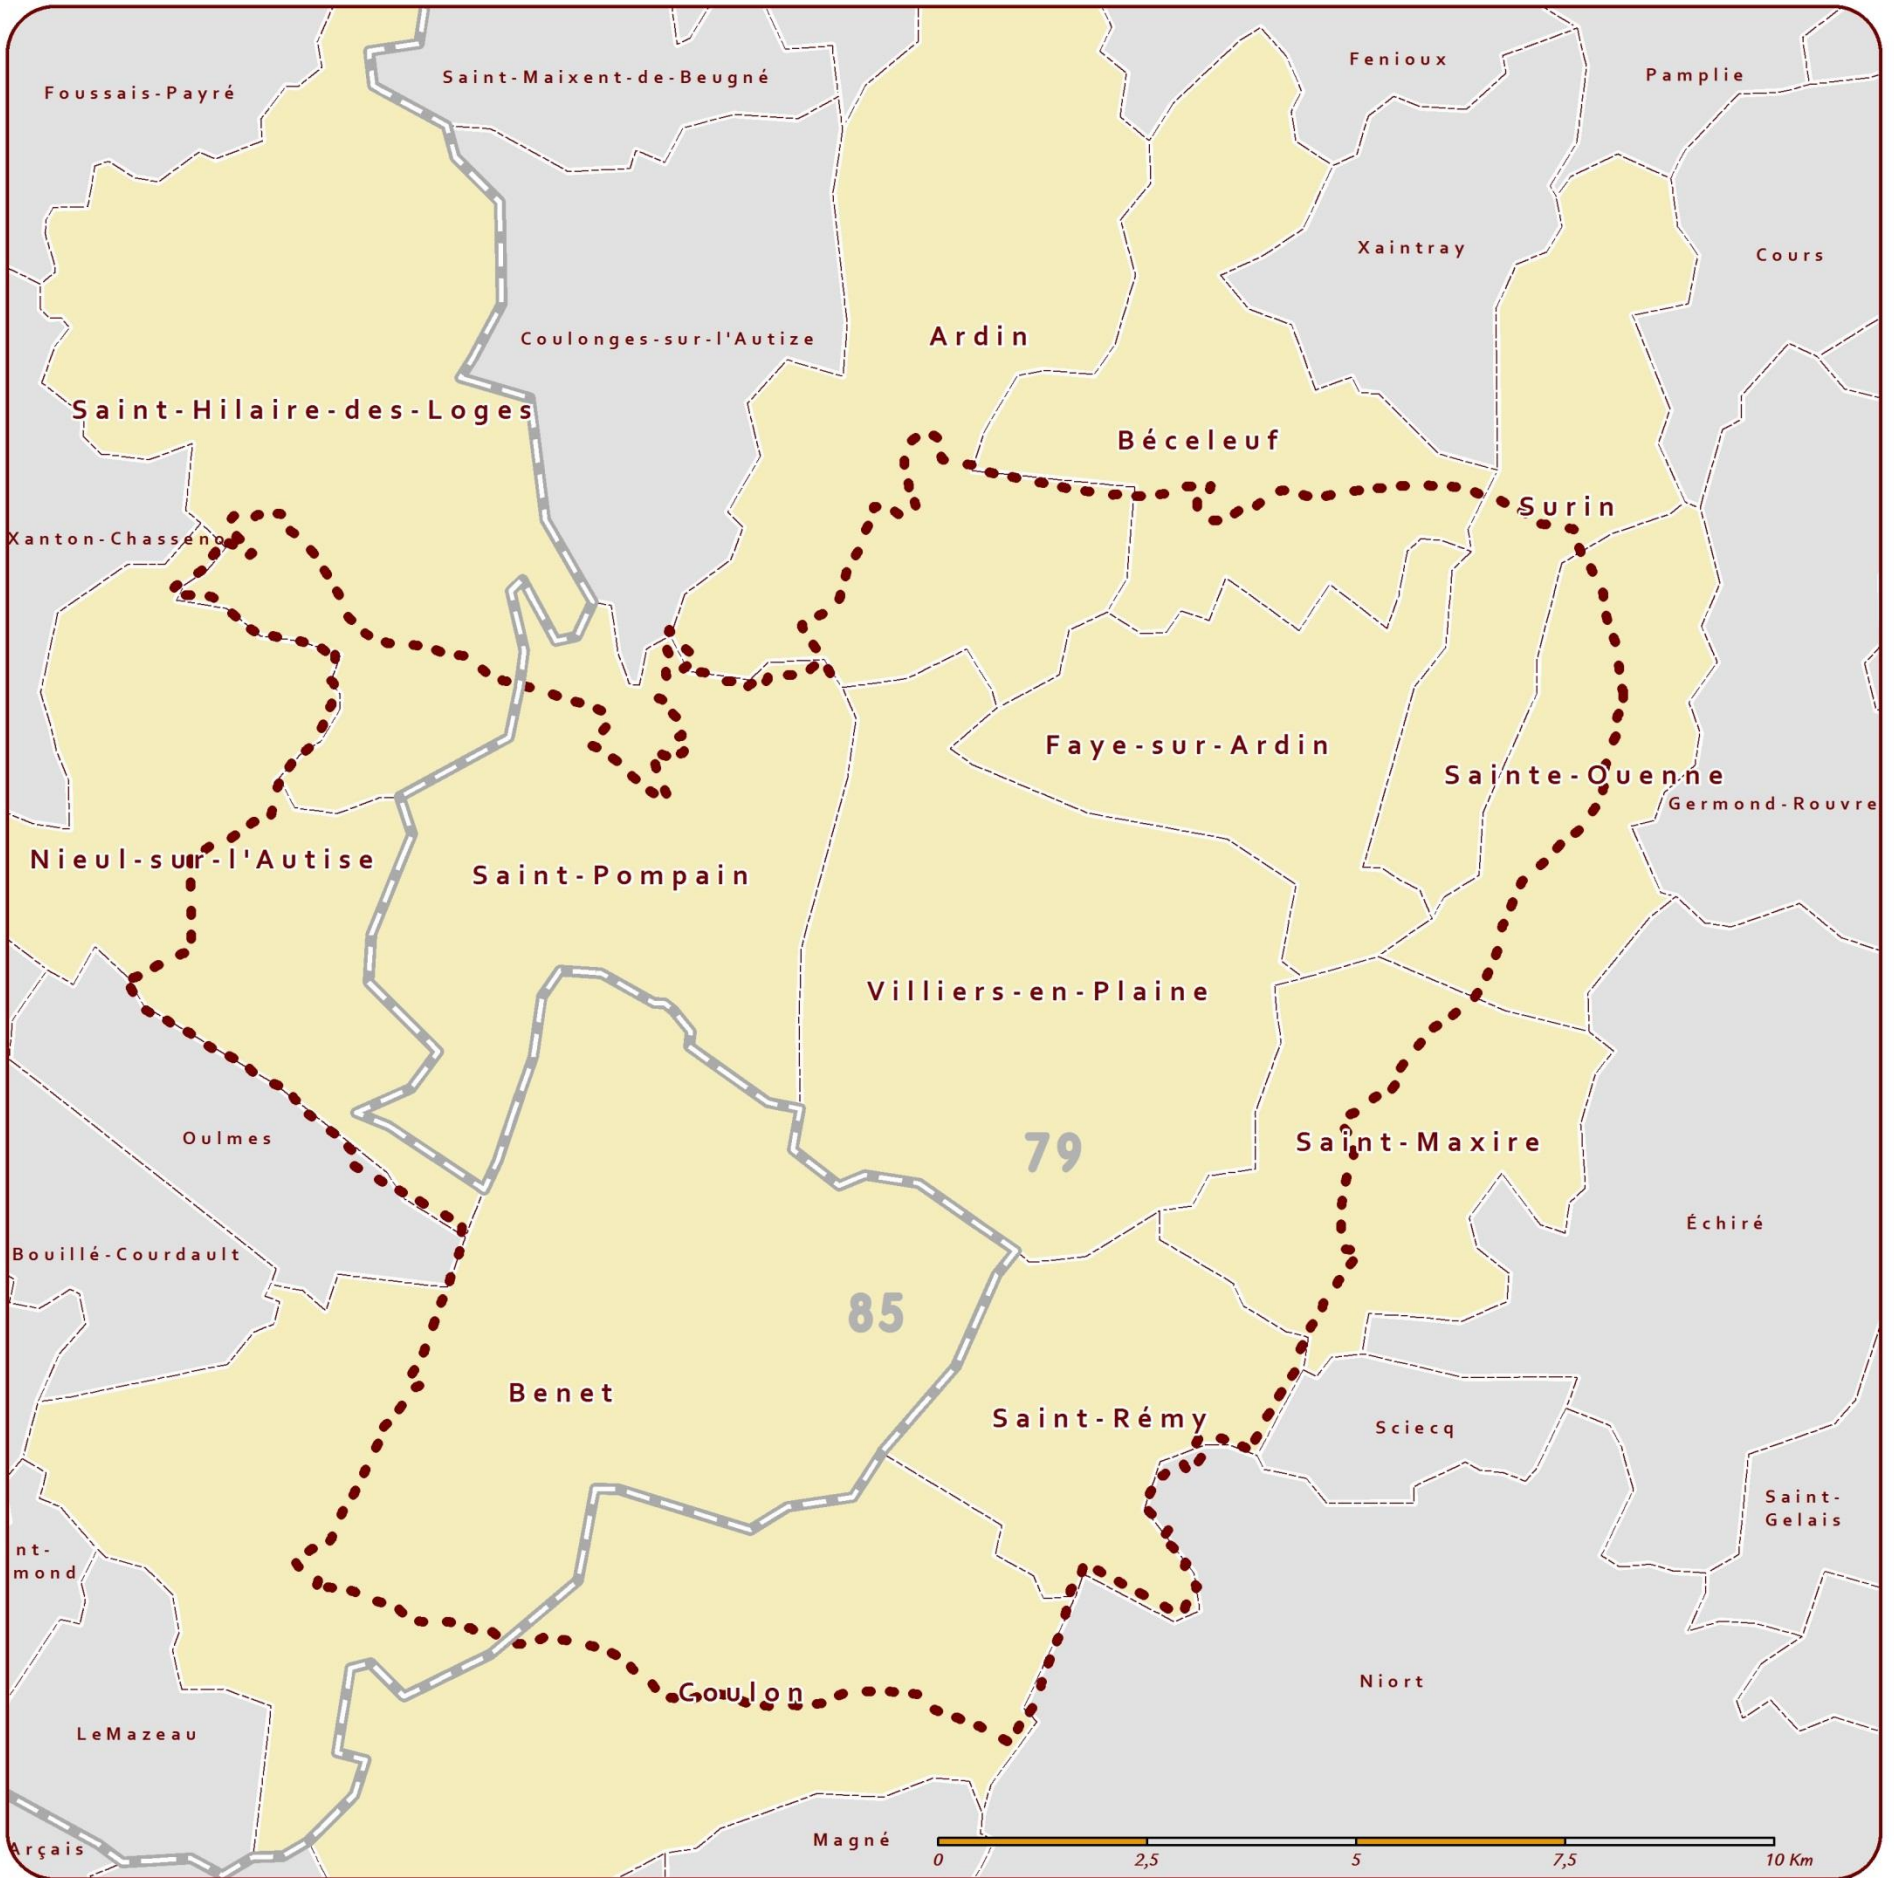 Fenioux
Pamplie
Saint-Maixent-de-Beugné
Foussais-Payré
Xaintray
Cours
Ardin
Coulonges-sur-l'Autize
Saint-Hilaire-des-Loges
Béceleuf
Surin
Xanton-Chasseno
Faye-sur-Ardin
Sainte-Ouenne
Germond-Rouvre
Nieul-sur-l'Autise
Saint-Pompain
Villiers-en-Plaine
Oulmes
79
Saint-Maxire
Échiré
Bouillé-Courdault
85
Benet
Saint-Rémy
Sciecq
Saint-
Gelais
nt-
mond
Niort
Coulon
LeMazeau
Magné
Arçais
0 2,5 5 7,5 10 Km